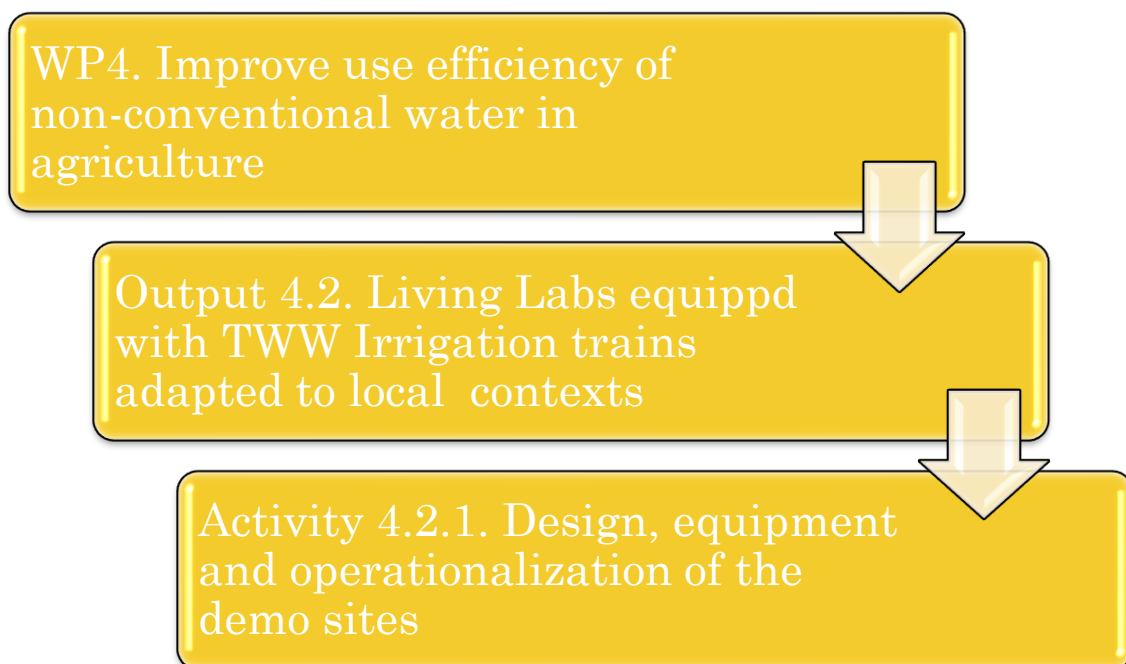 WP4. Improve use efficiency of
non-conventional water in
agriculture
Output 4.2. Living Labs equippd
with TWW Irrigation trains
adapted to local  contexts
Activity 4.2.1. Design, equipment
and operationalization of the
demo sites